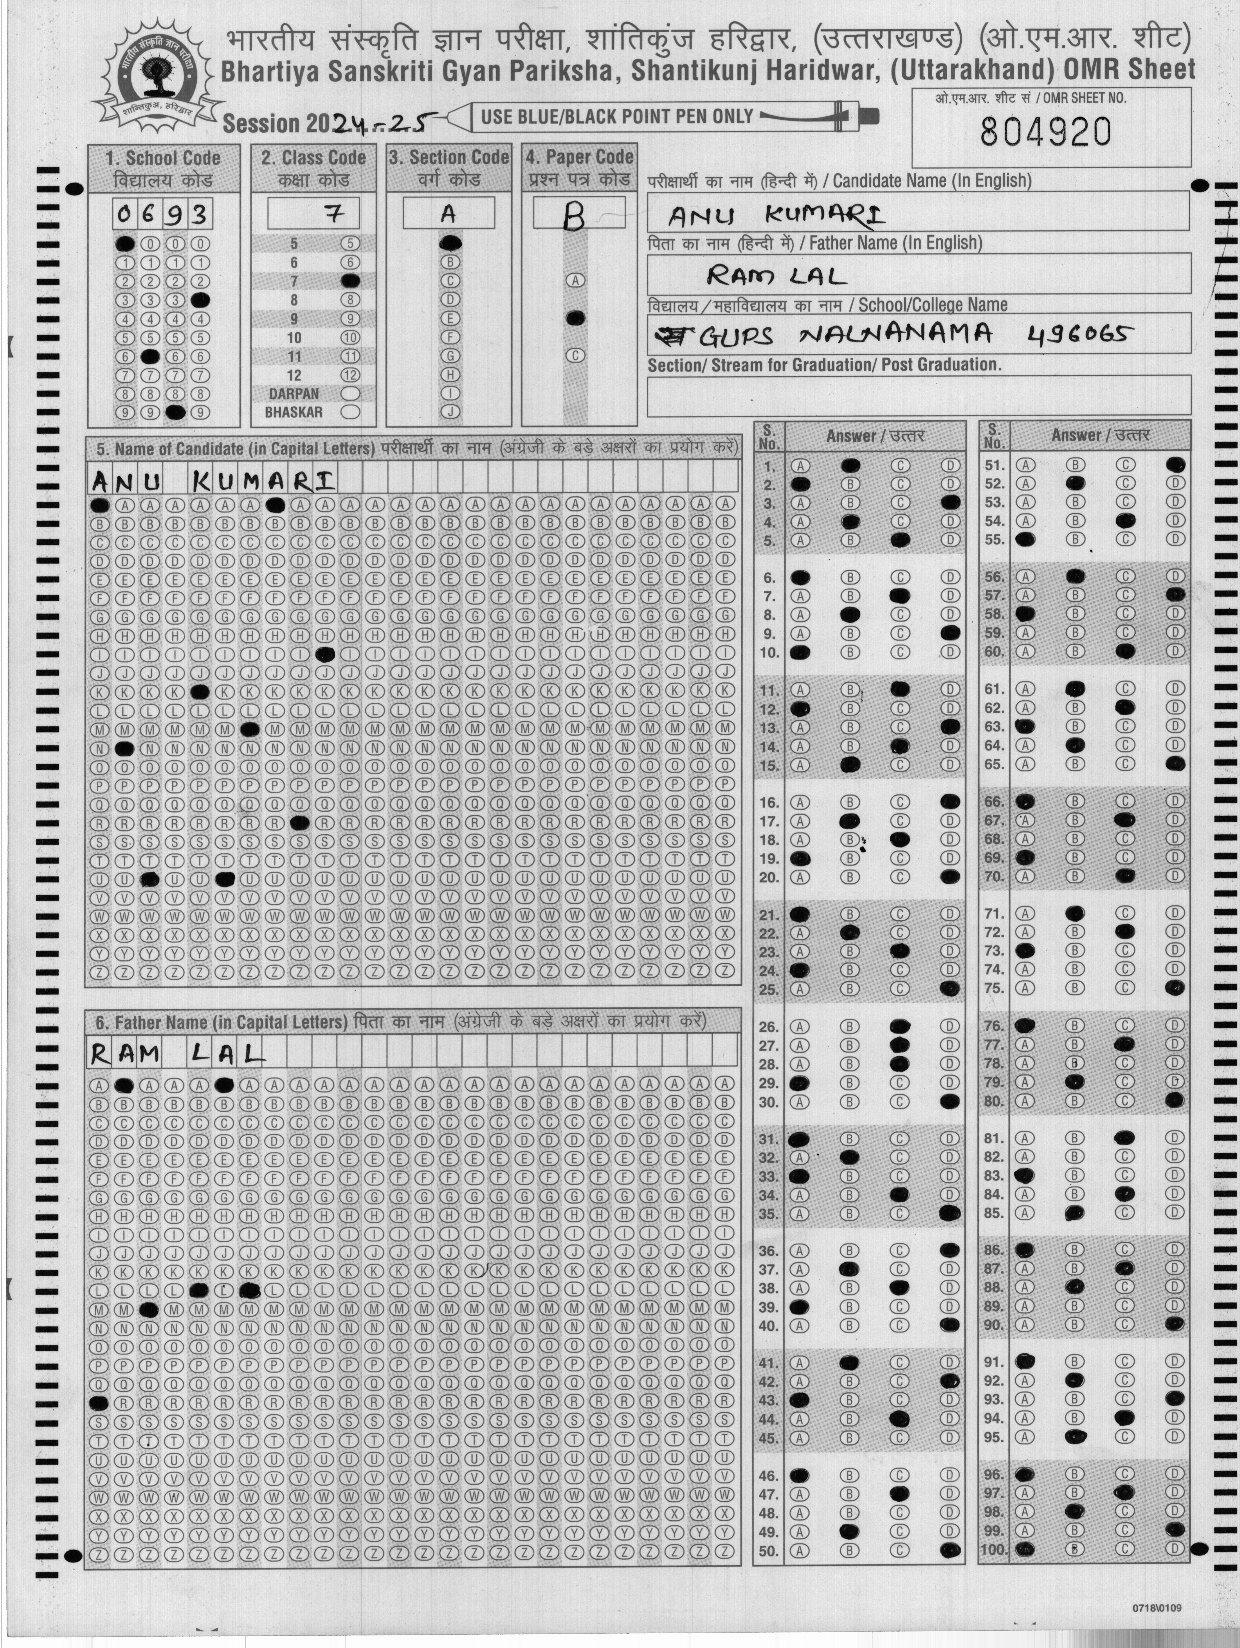 भारतीय संस्कृति ज्ञान परीक्षा, शांतिकुंज हरिद्वार, (उत्तराखण्ड) (ओ.एम.आर. शीट)
Bhartiya Sanskriti Gyan Pariksha, Shantikunj Haridwar, (Uttarakhand) OMR Sheet
Session 2024-25
USE BLUE/BLACK POINT PEN ONLY
ओ.एम.आर. शीट सं / OMR SHEET NO.
804920
1. School Code
विद्यालय कोड
0693
2. Class Code
कक्षा कोड
7
5
6
7
8
9
10
11
12
DARPAN
BHASKAR
3. Section Code
वर्ग कोड
A
4. Paper Code
प्रश्न पत्र कोड
B
परीक्षार्थी का नाम (हिन्दी में) / Candidate Name (In English)
ANU KUMARI
पिता का नाम (हिन्दी में) / Father Name (In English)
RAM LAL
विद्यालय / महाविद्यालय का नाम / School/College Name
GUPS NALNANAMA 496065
Section/ Stream for Graduation/ Post Graduation.
5. Name of Candidate (in Capital Letters) परीक्षार्थी का नाम (अंग्रेजी के बड़े अक्षरों का प्रयोग करें)
ANU KUMARI
6. Father Name (in Capital Letters) पिता का नाम (अंग्रेजी के बड़े अक्षरों का प्रयोग करें)
RAM LAL
S. No. Answer / उत्तर
S. No. Answer / उत्तर
0718\0109